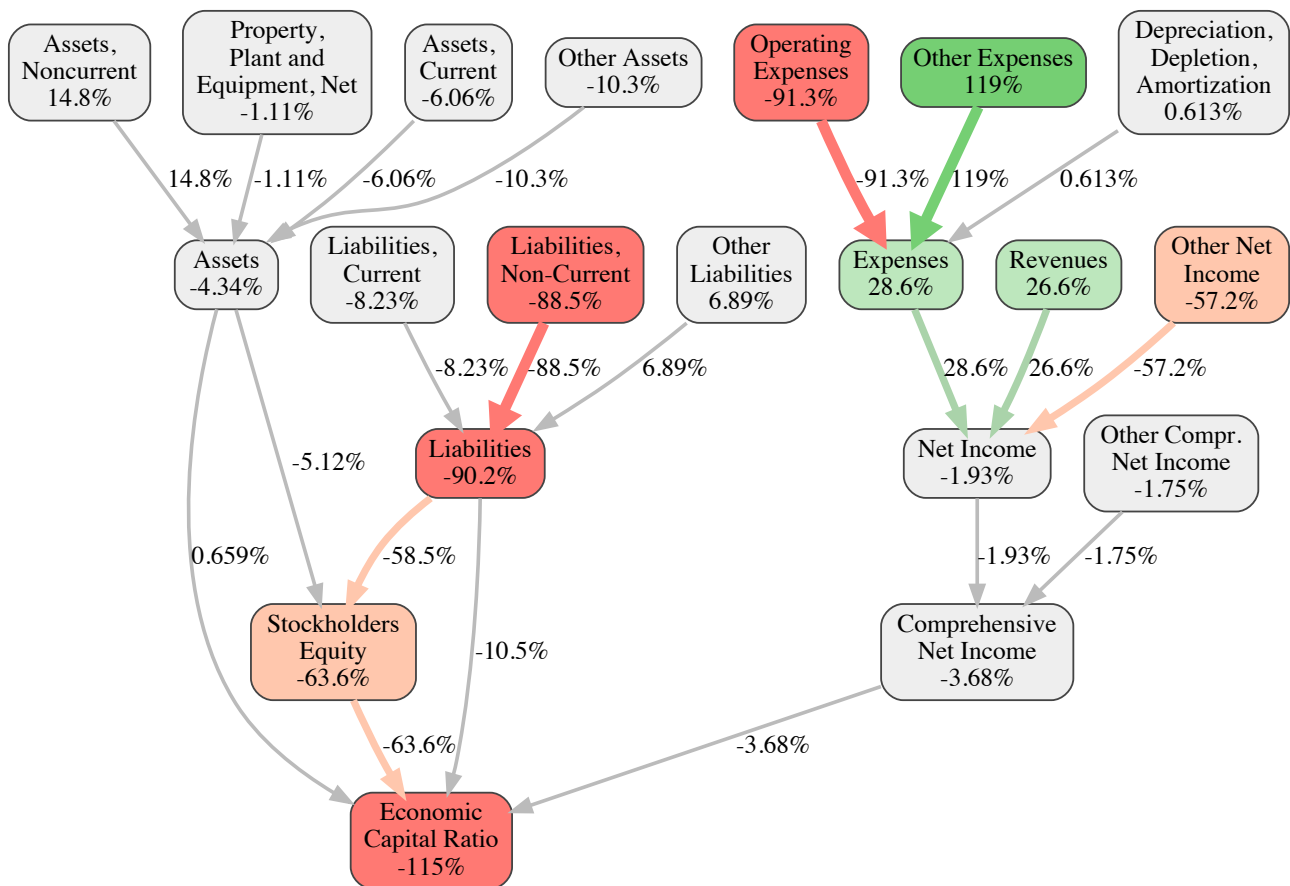 Assets,
Noncurrent
14.8%
Property,
Plant and
Equipment, Net
-1.11%
Assets,
Current
-6.06%
Other Assets
-10.3%
Operating
Expenses
-91.3%
Other Expenses
119%
Depreciation,
Depletion,
Amortization
0.613%
14.8%
-1.11%
-6.06%
-10.3%
-91.3%
119%
0.613%
Assets
-4.34%
Liabilities,
Current
-8.23%
Liabilities,
Non-Current
-88.5%
Other
Liabilities
6.89%
Expenses
28.6%
Revenues
26.6%
Other Net
Income
-57.2%
-8.23%
-88.5%
6.89%
28.6%
26.6%
-57.2%
-5.12%
Liabilities
-90.2%
Net Income
-1.93%
Other Compr.
Net Income
-1.75%
0.659%
-58.5%
-1.93%
-1.75%
Stockholders
Equity
-63.6%
-10.5%
Comprehensive
Net Income
-3.68%
-63.6%
-3.68%
Economic
Capital Ratio
-115%